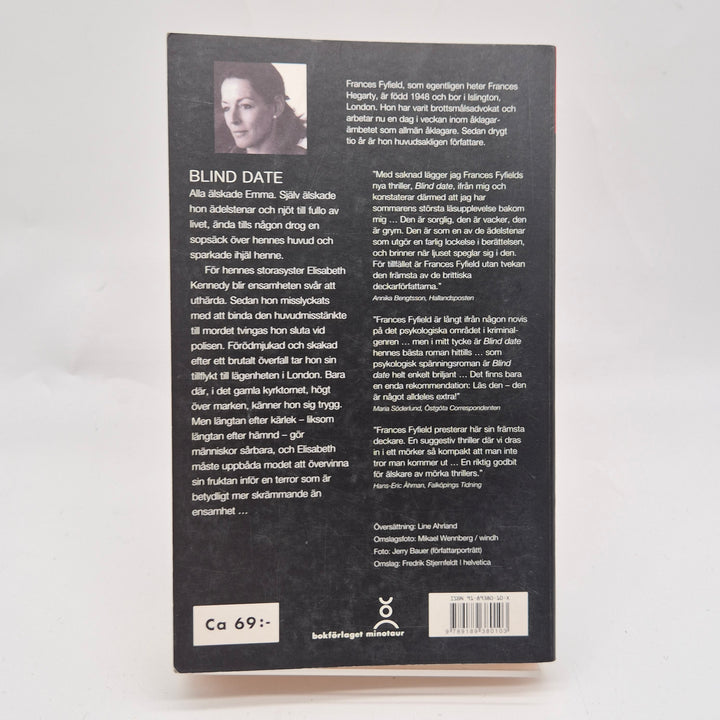 Frances Fyfield, som egentligen heter Frances
Hegarty, är född 1948 och bor i Islington,
London. Hon har varit brottsmålsadvokat och
arbetar nu en dag i veckan inom åklagar-
ämbetet som allmän åklagare. Sedan drygt
tio år är hon huvudsakligen författare.
BLIND DATE
Alla älskade Emma. Själv älskade
hon ädelstenar och njöt till fullo av
livet, ända tills någon drog en
sopsäck över hennes huvud och
sparkade ihjäl henne.
För hennes storasyster Elisabeth
Kennedy blir ensamheten svår att
uthärda. Sedan hon misslyckats
med att binda den huvudmisstänkte
till mordet tvingas hon sluta vid
polisen. Förödmjukad och skakad
efter ett brutalt överfall tar hon sin
tillflykt till lägenheten i London. Bara
där, i det gamla kyrktornet, högt
över marken, känner hon sig trygg.
Men längtan efter kärlek – liksom
längtan efter hämnd – gör
människor sårbara, och Elisabeth
måste uppbåda modet att övervinna
sin fruktan inför en terror som är
betydligt mer skrämmande än
ensamhet ...
"Med saknad lägger jag Frances Fyfields
nya thriller, Blind date, ifrån mig och
konstaterar därmed att jag har
sommarens största läsupplevelse bakom
mig ... Den är sorglig, den är vacker, den
är grym. Den är som en av de ädelstenar
som utgör en farlig lockelse i berättelsen,
och brinner när ljuset speglar sig i den.
För tillfället är Frances Fyfield utan tvekan
den främsta av de brittiska
deckarförfattarna."
Annika Bengtsson, Hallandsposten
"Frances Fyfield är långt ifrån någon novis
på det psykologiska området i kriminal-
genren ... men i mitt tycke är Blind date
hennes bästa roman hittills ... som
psykologisk spänningsroman är Blind
date helt enkelt briljant ... Det finns bara
en enda rekommendation: Läs den – den
är något alldeles extra!"
Maria Söderlund, Östgöta Correspondenten
"Frances Fyfield presterar här sin främsta
deckare. En suggestiv thriller där vi dras
in i ett mörker så kompakt att man inte
tror man kommer ut ... En riktig godbit
för älskare av mörka thrillers."
Hans-Eric Åhman, Falköpings Tidning
Översättning: Line Ahrland
Omslagsfoto: Mikael Wennberg / windh
Foto: Jerry Bauer (författarporträtt)
Omslag: Fredrik Stjernfeldt | helvetica
Ca 69:-
bokförlaget minotaur
ISBN 91-89380-10-X
9 789189 380103